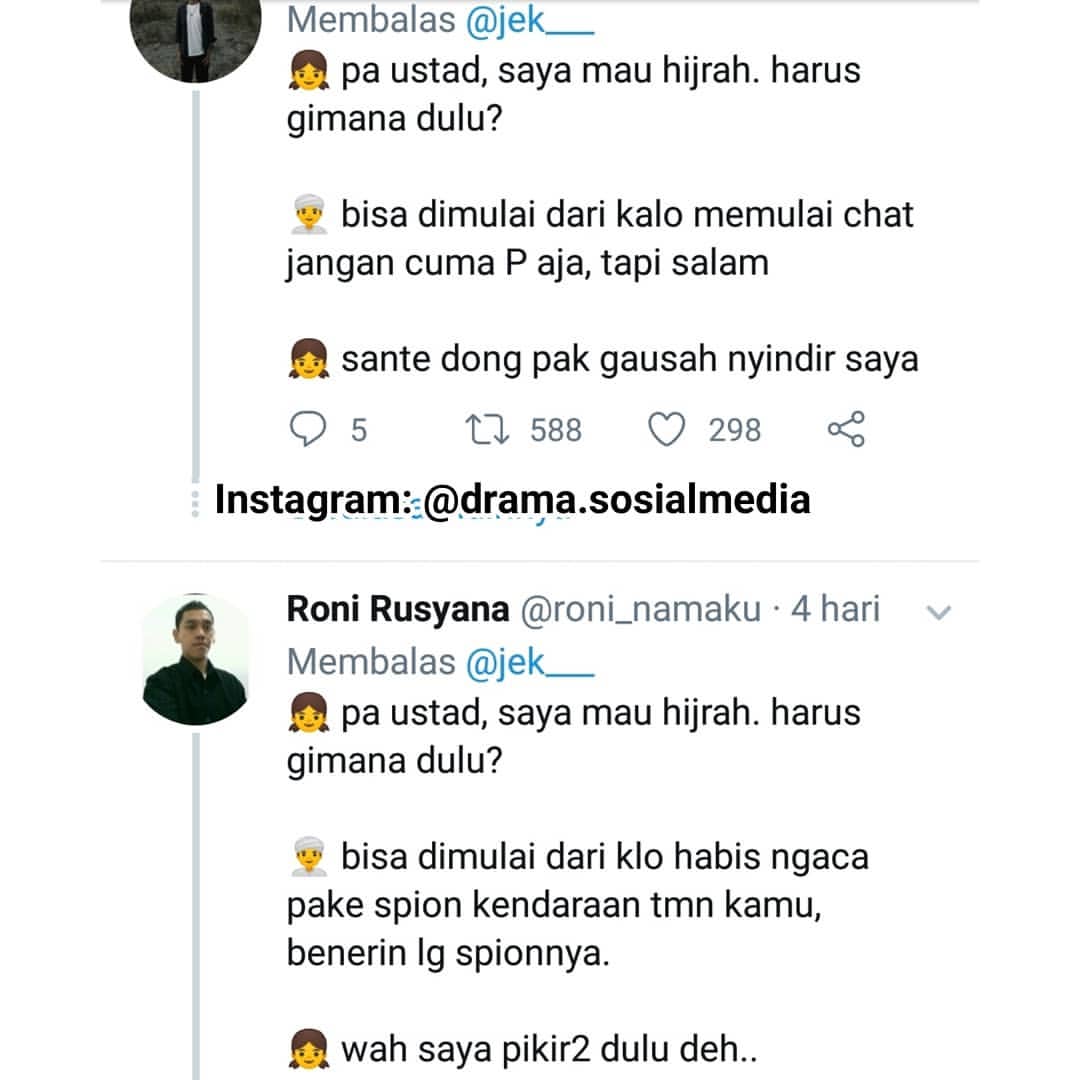 Membalas @jek___
👧 pa ustad, saya mau hijrah. harus
gimana dulu?
👳 bisa dimulai dari kalo memulai chat
jangan cuma P aja, tapi salam
👧 sante dong pak gausah nyindir saya
5 588 298
Instagram: @drama.sosialmedia
Roni Rusyana @roni_namaku · 4 hari
Membalas @jek___
👧 pa ustad, saya mau hijrah. harus
gimana dulu?
👳 bisa dimulai dari klo habis ngaca
pake spion kendaraan tmn kamu,
benerin lg spionnya.
👧 wah saya pikir2 dulu deh..